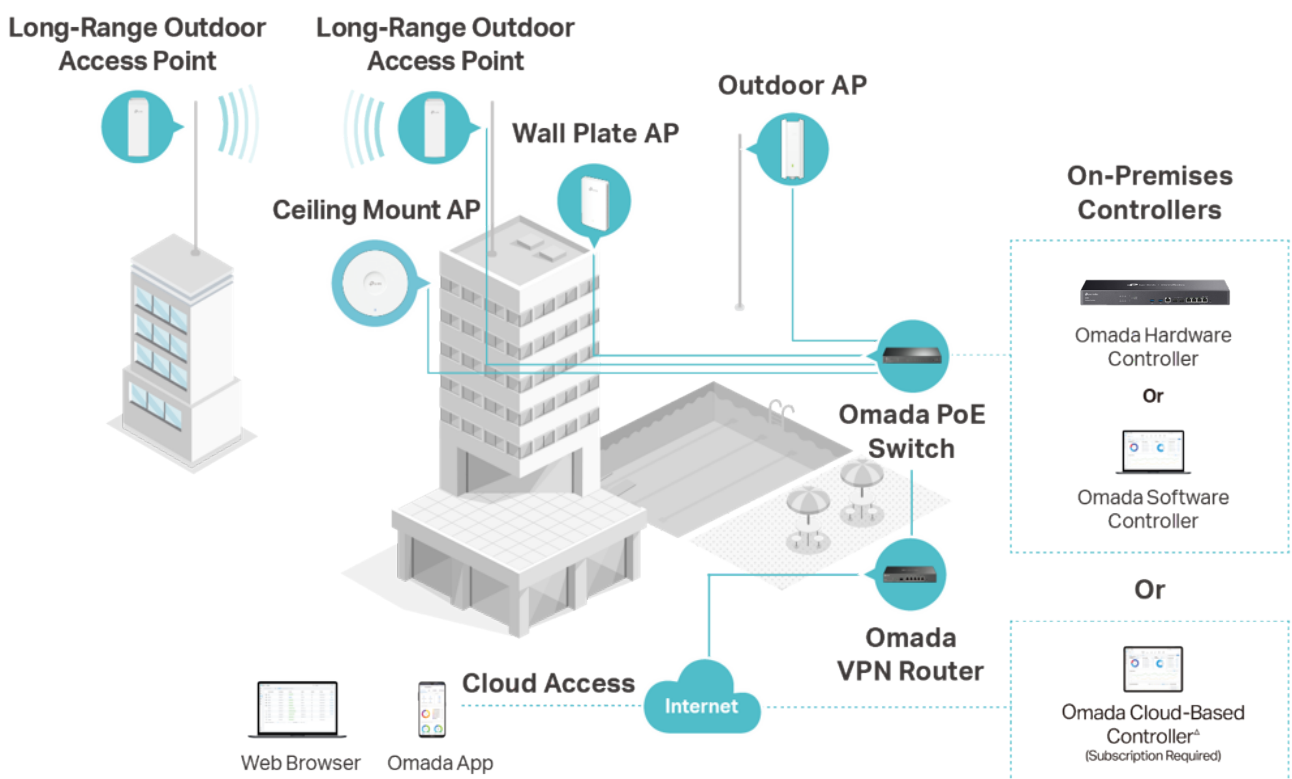 Long-Range Outdoor
Access Point
Long-Range Outdoor
Access Point
Outdoor AP
Wall Plate AP
Ceiling Mount AP
On-Premises
Controllers
Omada Hardware
Controller
Or
Omada Software
Controller
Omada PoE
Switch
Or
Omada
VPN Router
Cloud Access
Internet
Omada Cloud-Based
Controller△
(Subscription Required)
Web Browser
Omada App